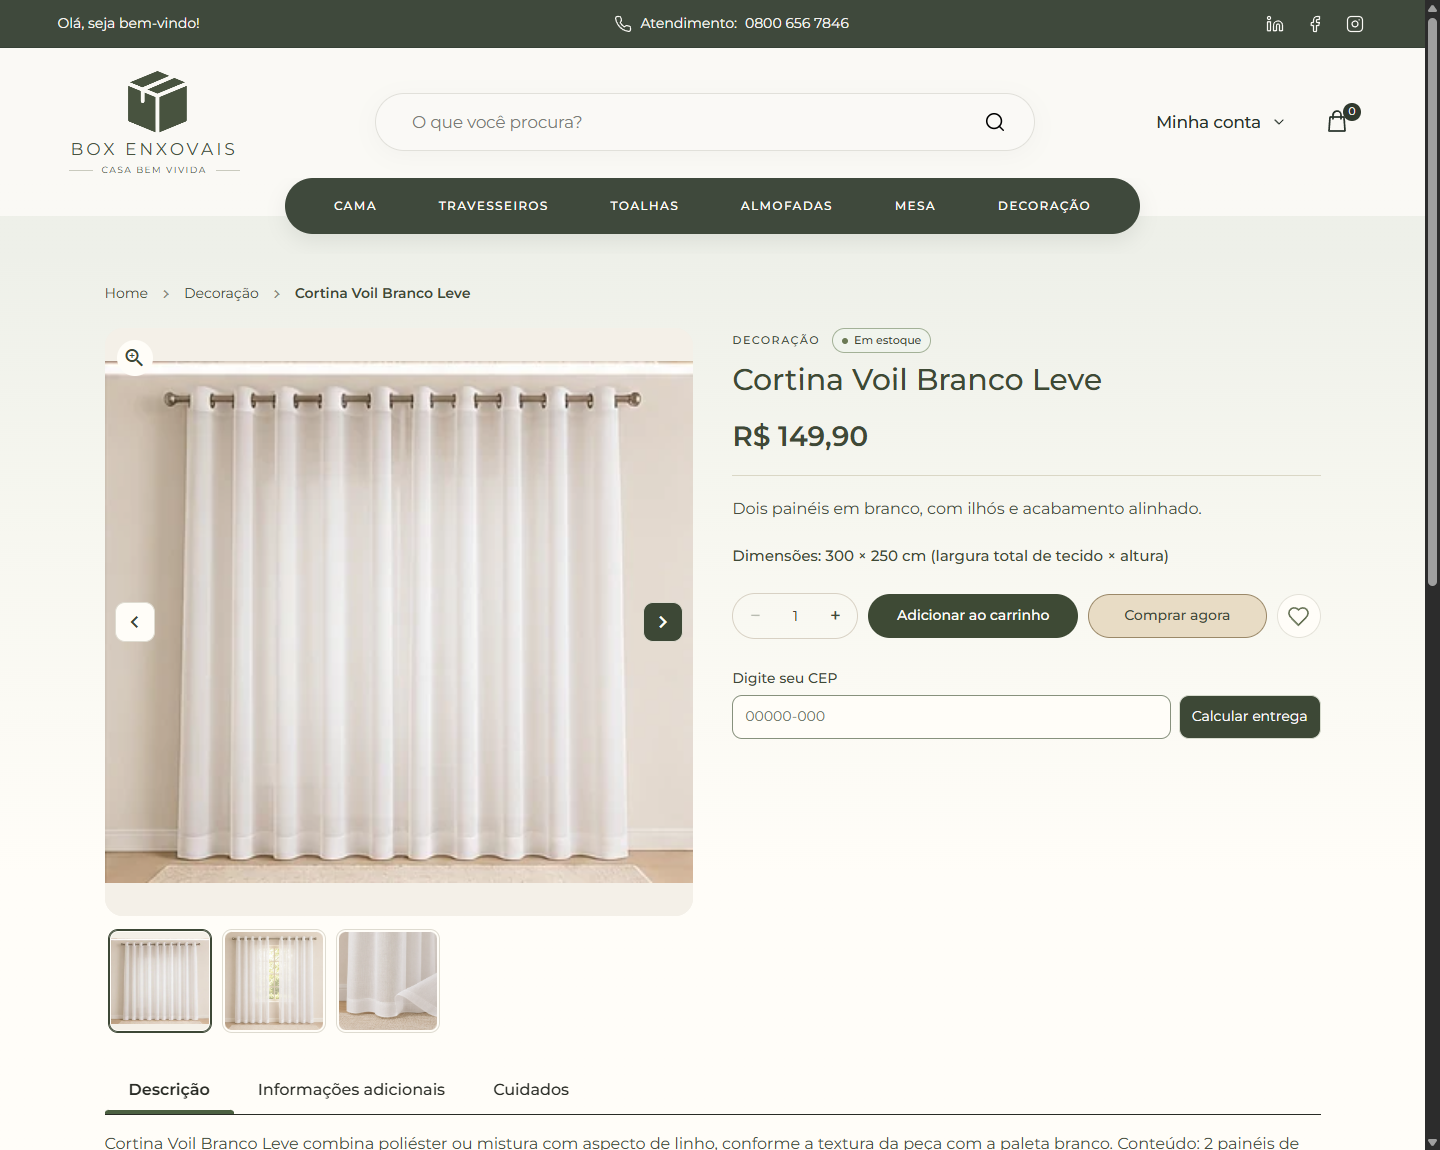 Olá, seja bem-vindo!
Atendimento: 0800 656 7846
BOX ENXOVAIS
CASA BEM VIVIDA
O que você procura?
Minha conta
0
CAMA
TRAVESSEIROS
TOALHAS
ALMOFADAS
MESA
DECORAÇÃO
Home > Decoração > Cortina Voil Branco Leve
DECORAÇÃO
Em estoque
Cortina Voil Branco Leve
R$ 149,90
Dois painéis em branco, com ilhós e acabamento alinhado.
Dimensões: 300 × 250 cm (largura total de tecido × altura)
− 1 +
Adicionar ao carrinho
Comprar agora
Digite seu CEP
00000-000
Calcular entrega
Descrição
Informações adicionais
Cuidados
Cortina Voil Branco Leve combina poliéster ou mistura com aspecto de linho, conforme a textura da peça com a paleta branco. Conteúdo: 2 painéis de